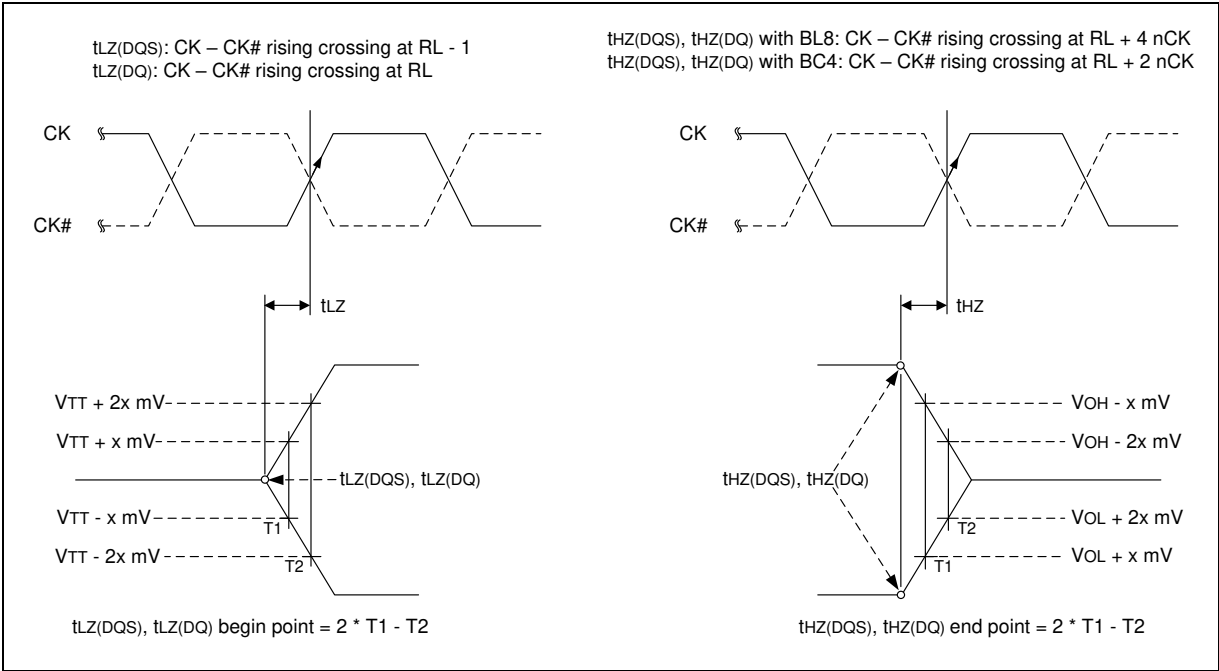 tLZ(DQS): CK – CK# rising crossing at RL - 1
tLZ(DQ): CK – CK# rising crossing at RL
CK
CK#
tLZ
VTT + 2x mV
VTT + x mV
tLZ(DQS), tLZ(DQ)
VTT - x mV
T1
VTT - 2x mV
T2
tLZ(DQS), tLZ(DQ) begin point = 2 * T1 - T2
tHZ(DQS), tHZ(DQ) with BL8: CK – CK# rising crossing at RL + 4 nCK
tHZ(DQS), tHZ(DQ) with BC4: CK – CK# rising crossing at RL + 2 nCK
CK
CK#
tHZ
VOH - x mV
VOH - 2x mV
tHZ(DQS), tHZ(DQ)
VOL + 2x mV
T2
VOL + x mV
T1
tHZ(DQS), tHZ(DQ) end point = 2 * T1 - T2